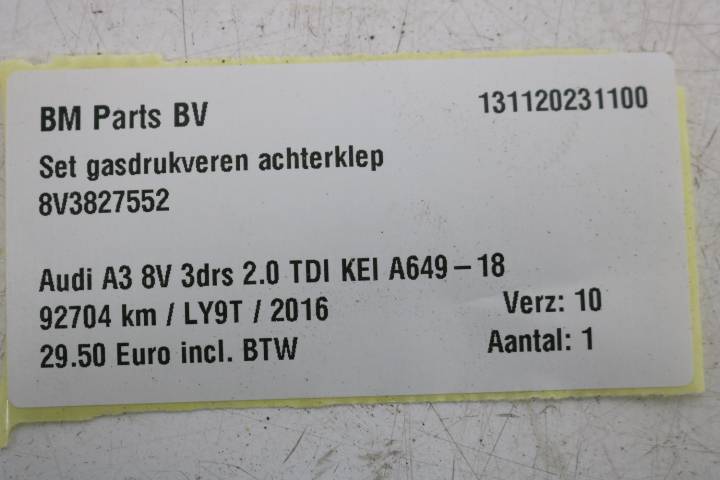 BM Parts BV 131120231100
Set gasdrukveren achterklep
8V3827552
Audi A3 8V 3drs 2.0 TDI KEI A649-18
92704 km / LY9T / 2016 Verz: 10
29.50 Euro incl. BTW Aantal: 1